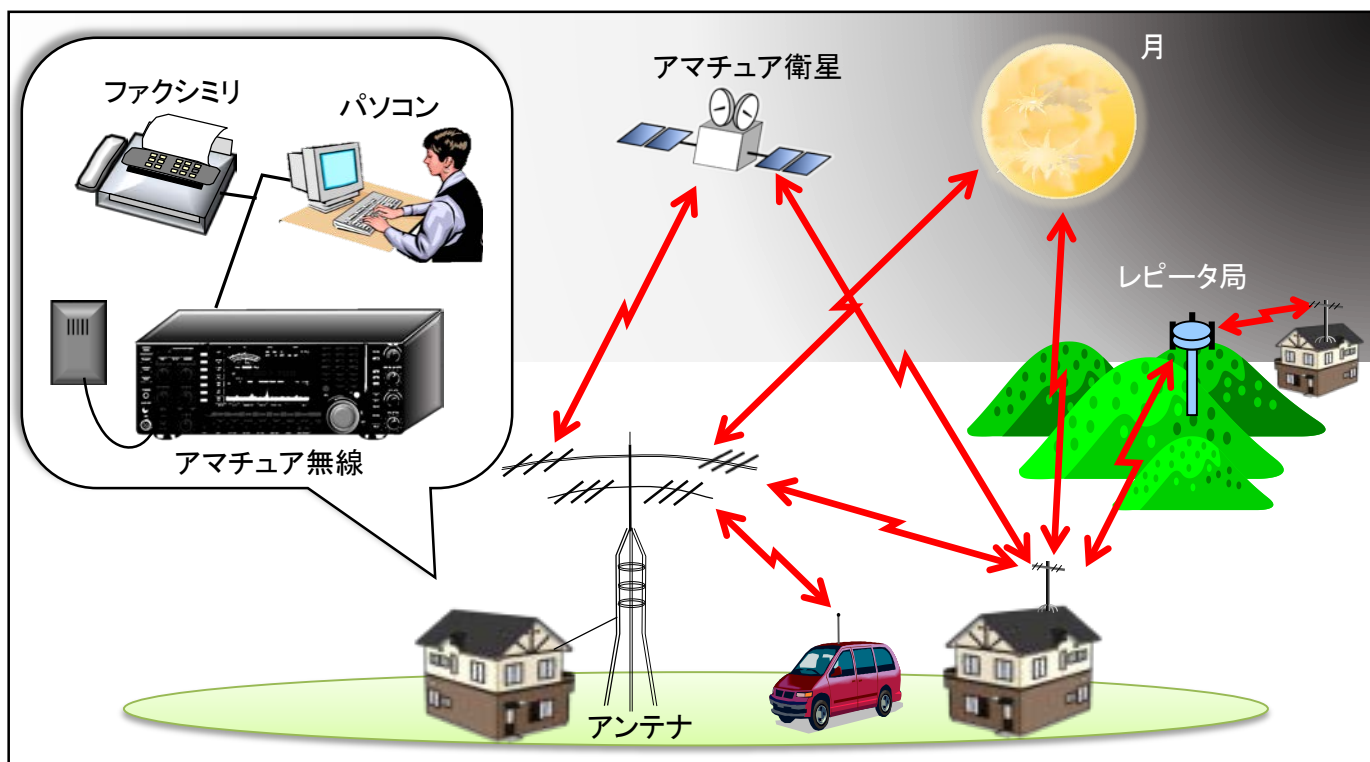 ファクシミリ
パソコン
アマチュア無線
アマチュア衛星
月
レピータ局
アンテナ